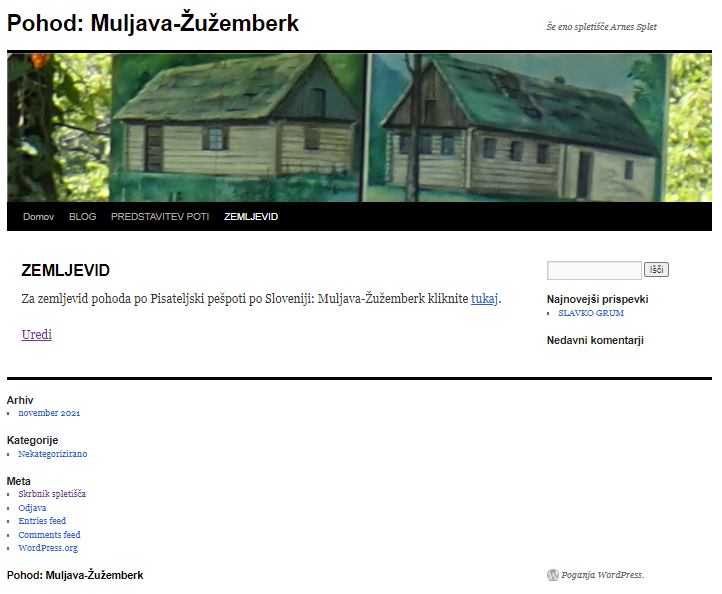 Pohod: Muljava-Žužemberk
Še eno spletišče Arnes Splet
Domov BLOG PREDSTAVITEV POTI ZEMLJEVID
ZEMLJEVID
Za zemljevid pohoda po Pisateljski pešpoti po Sloveniji: Muljava-Žužemberk kliknite tukaj.
Uredi
Išči
Najnovejši prispevki
SLAVKO GRUM
Nedavni komentarji
Arhiv
november 2021
Kategorije
Nekategorizirano
Meta
Skrbnik spletišča
Odjava
Entries feed
Comments feed
WordPress.org
Pohod: Muljava-Žužemberk
Poganja WordPress.